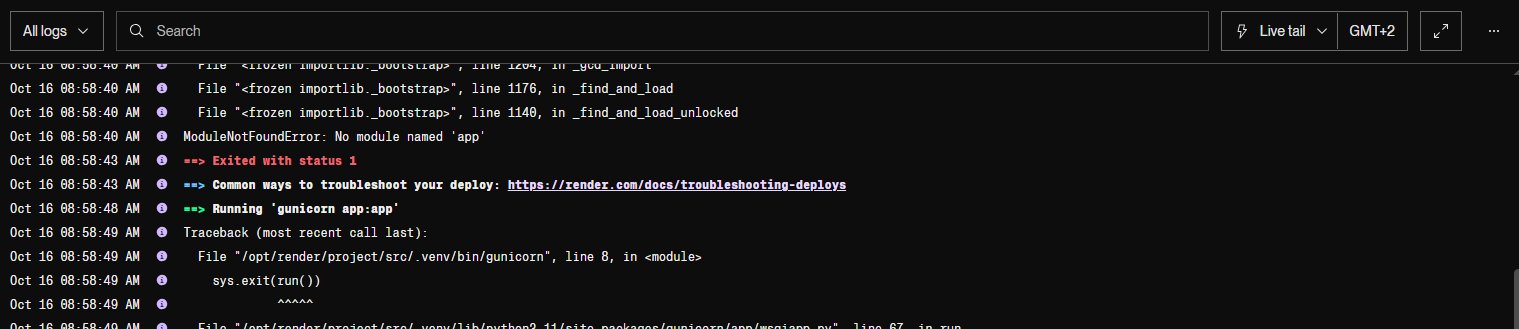 All logs Search Live tail GMT+2 ...
Oct 16 08:58:40 AM File "<frozen importlib._bootstrap>", line 1204, in _gcd_import
Oct 16 08:58:40 AM File "<frozen importlib._bootstrap>", line 1176, in _find_and_load
Oct 16 08:58:40 AM File "<frozen importlib._bootstrap>", line 1140, in _find_and_load_unlocked
Oct 16 08:58:40 AM ModuleNotFoundError: No module named 'app'
Oct 16 08:58:43 AM ==> Exited with status 1
Oct 16 08:58:43 AM ==> Common ways to troubleshoot your deploy: https://render.com/docs/troubleshooting-deploys
Oct 16 08:58:48 AM ==> Running 'gunicorn app:app'
Oct 16 08:58:49 AM Traceback (most recent call last):
Oct 16 08:58:49 AM File "/opt/render/project/src/.venv/bin/gunicorn", line 8, in <module>
Oct 16 08:58:49 AM sys.exit(run())
Oct 16 08:58:49 AM ^^^^^
Oct 16 08:58:49 AM File "/opt/render/project/src/.venv/lib/python3.11/site-packages/gunicorn/app/wsgiapp.py", line 67, in run